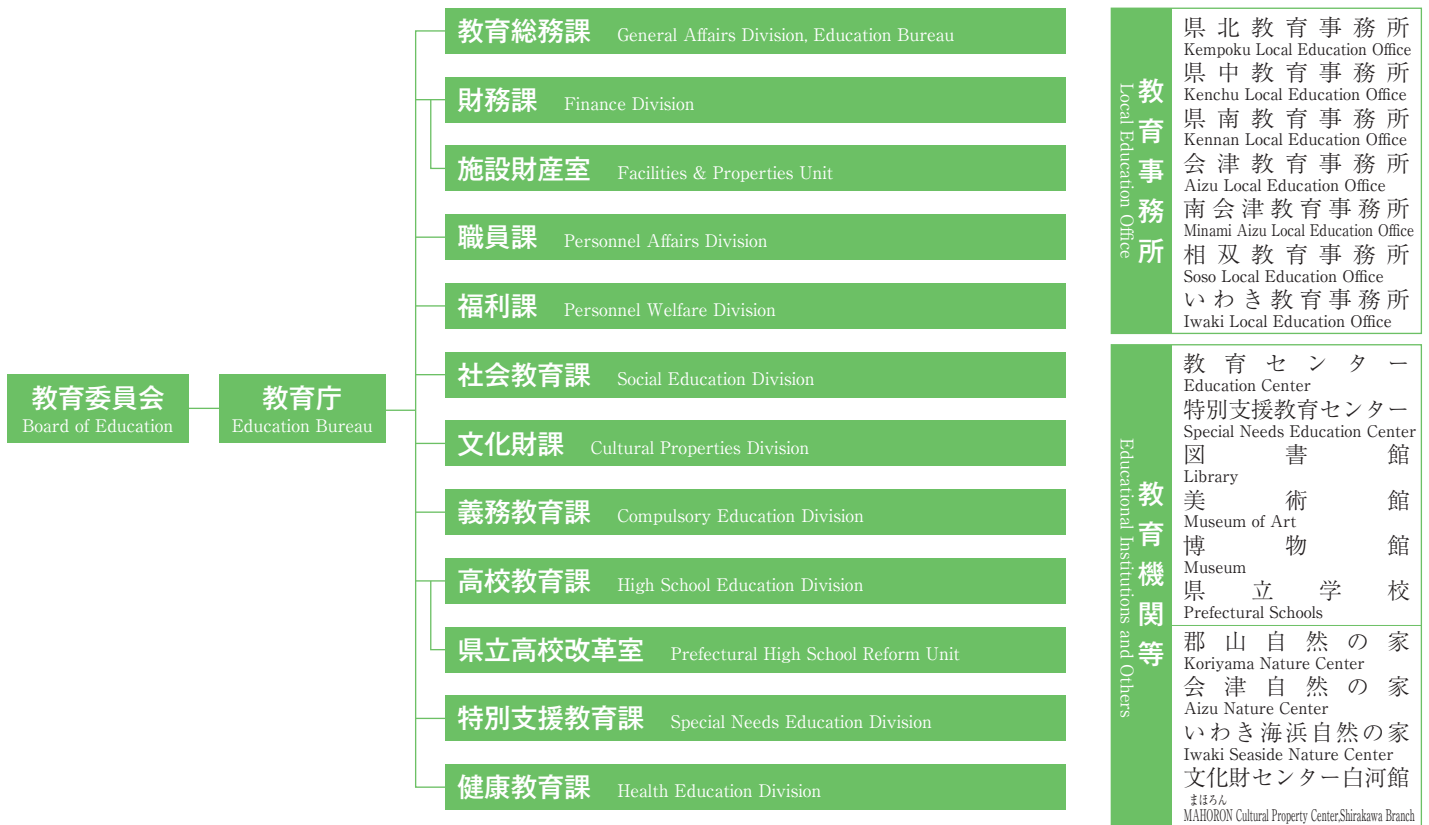 教育委員会
Board of Education
教育庁
Education Bureau
教育総務課 General Affairs Division, Education Bureau
財務課 Finance Division
施設財産室 Facilities & Properties Unit
職員課 Personnel Affairs Division
福利課 Personnel Welfare Division
社会教育課 Social Education Division
文化財課 Cultural Properties Division
義務教育課 Compulsory Education Division
高校教育課 High School Education Division
県立高校改革室 Prefectural High School Reform Unit
特別支援教育課 Special Needs Education Division
健康教育課 Health Education Division
教育事務所
Local Education Office
県北教育事務所
Kempoku Local Education Office
県中教育事務所
Kenchu Local Education Office
県南教育事務所
Kennan Local Education Office
会津教育事務所
Aizu Local Education Office
南会津教育事務所
Minami Aizu Local Education Office
相双教育事務所
Soso Local Education Office
いわき教育事務所
Iwaki Local Education Office
教育機関等
Educational Institutions and Others
教育センター
Education Center
特別支援教育センター
Special Needs Education Center
図書館
Library
美術館
Museum of Art
博物館
Museum
県立学校
Prefectural Schools
郡山自然の家
Koriyama Nature Center
会津自然の家
Aizu Nature Center
いわき海浜自然の家
Iwaki Seaside Nature Center
文化財センター白河館
まほろん
MAHORON Cultural Property Center,Shirakawa Branch